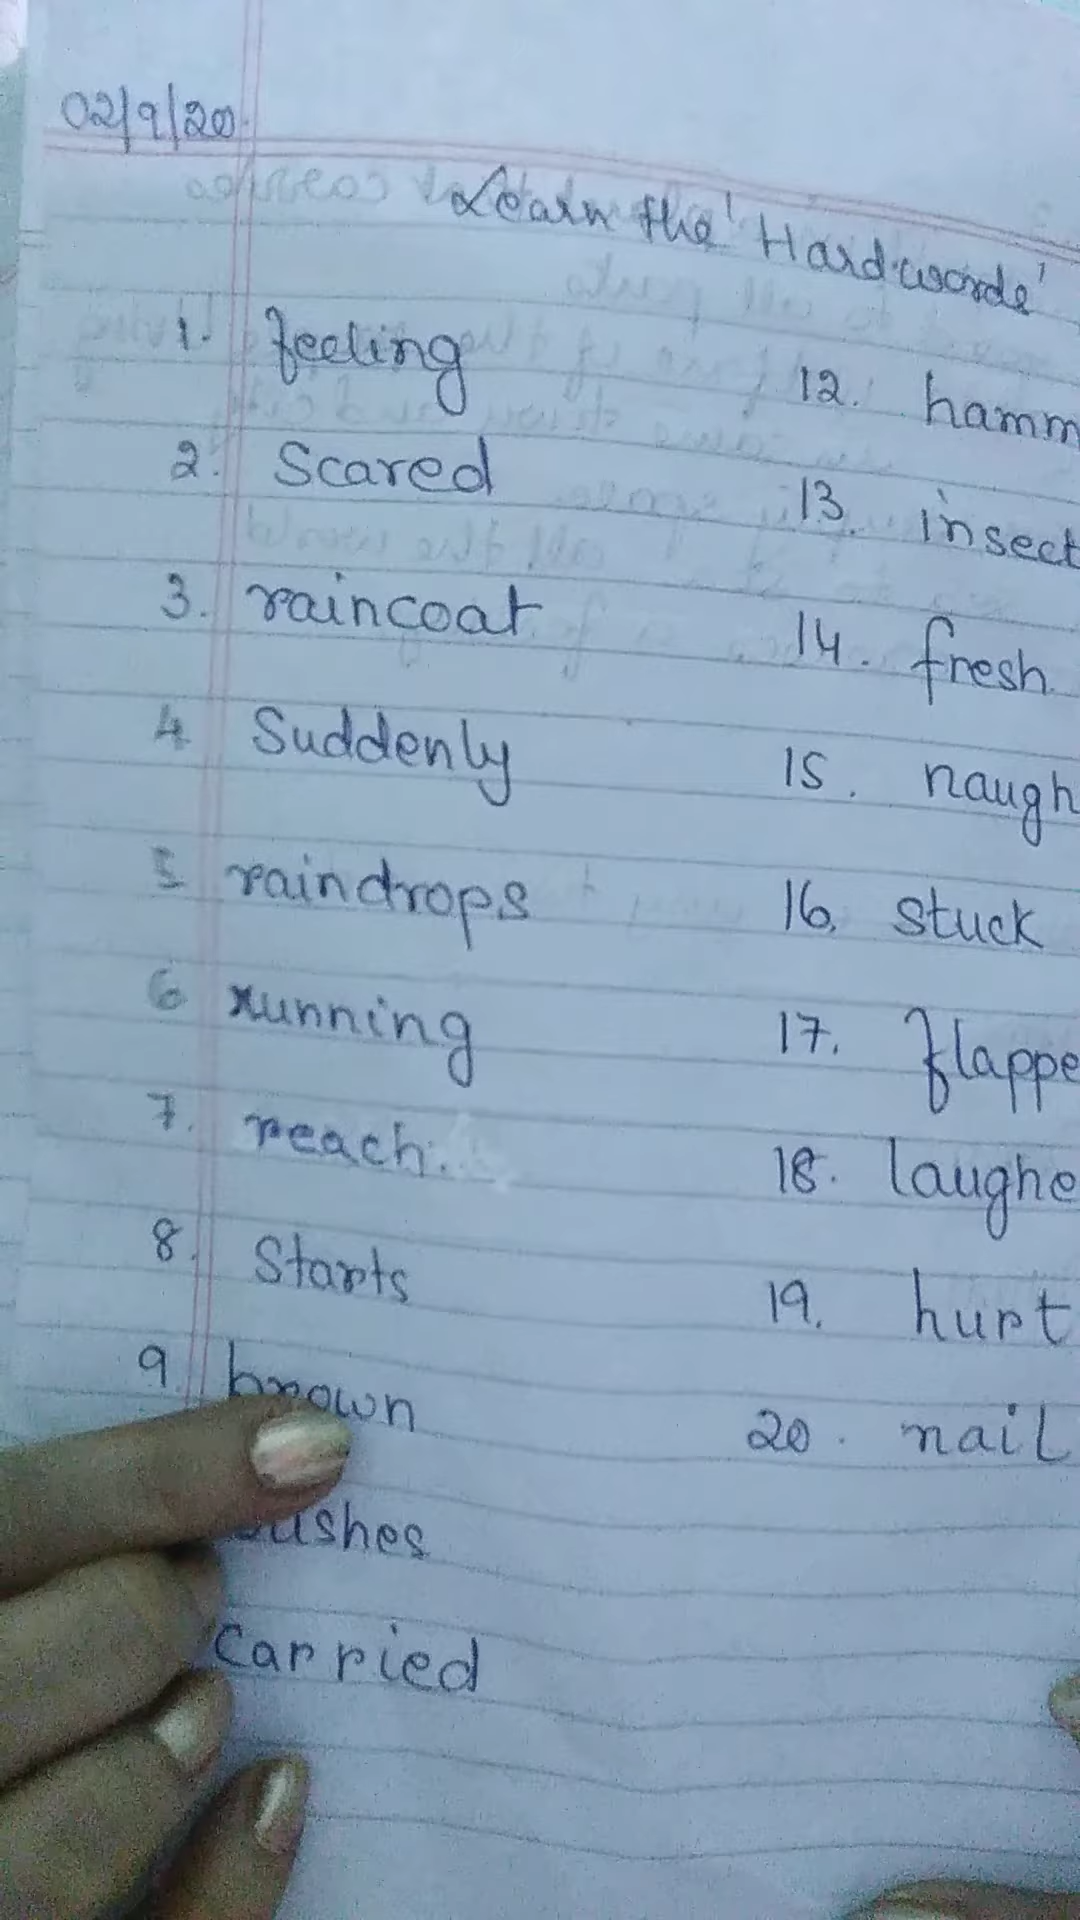 02/9/20
Learn the 'Hard words'
1. feeling
2. Scared
3. raincoat
4 Suddenly
5 raindrops
6 running
7. reach.
8. Starts
9. brown
Carried
12. hamm
13. insect
14. fresh
15. naugh
16. stuck
17. flappe
18. laughe
19. hurt
20. nail